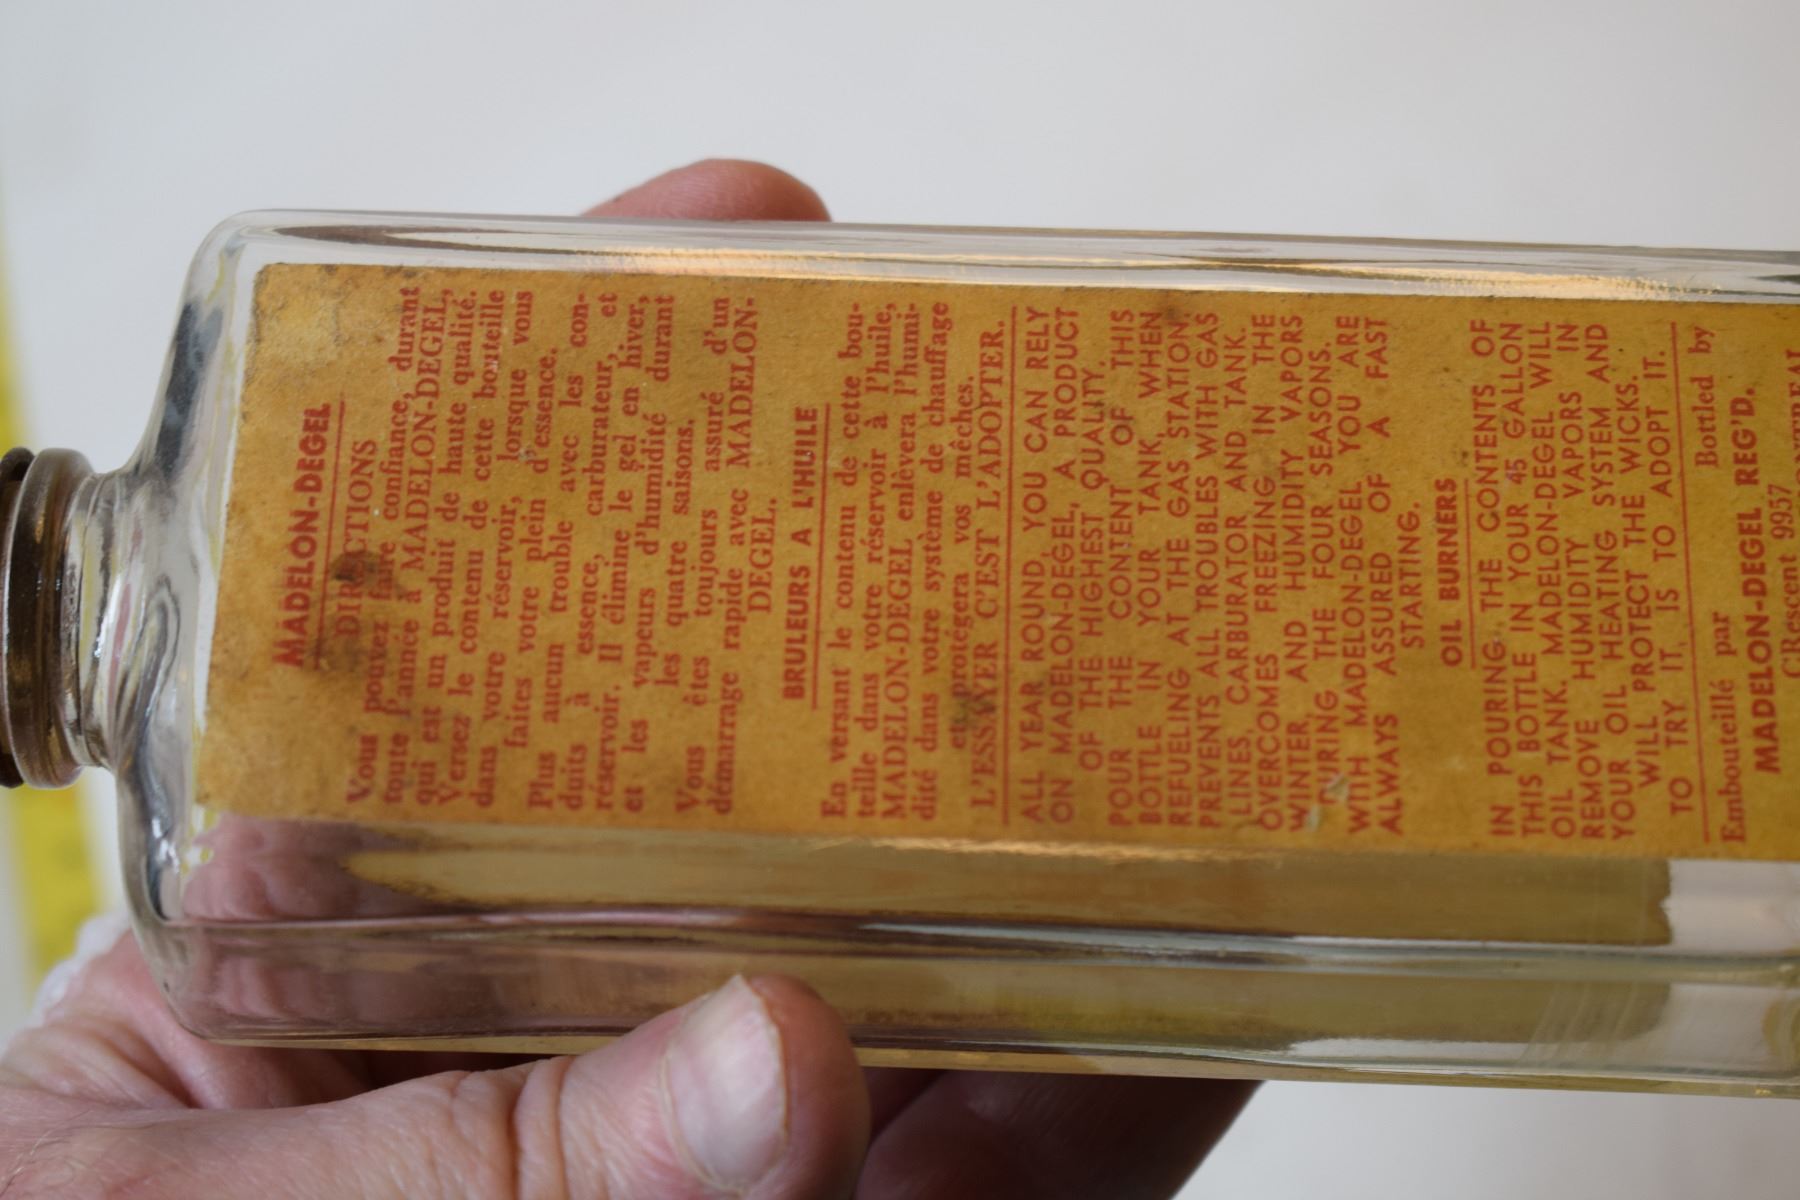 MADELON-DEGEL
DIRECTIONS
Vous pouvez faire confiance, durant
toute l'année à MADELON-DEGEL,
qui est un produit de haute qualité.
Versez le contenu de cette bouteille
dans votre réservoir, lorsque vous
faites votre plein d'essence.
Plus aucun trouble avec les con-
duits à essence, carburateur, et
réservoir. Il élimine le gel en hiver,
et les vapeurs d'humidité durant
les quatre saisons.
Vous êtes toujours assuré d'un
démarrage rapide avec MADELON-
DEGEL.
BRULEURS A L'HUILE
En versant le contenu de cette bou-
teille dans votre réservoir à l'huile,
MADELON-DEGEL enlèvera l'humi-
dité dans votre système de chauffage
et protégera vos mèches.
L'ESSAYER C'EST L'ADOPTER.
ALL YEAR ROUND, YOU CAN RELY
ON MADELON-DEGEL, A PRODUCT
OF THE HIGHEST QUALITY.
POUR THE CONTENT OF THIS
BOTTLE IN YOUR TANK WHEN
REFUELING AT THE GAS STATION
PREVENTS ALL TROUBLES WITH GAS
LINES, CARBURATOR AND TANK.
OVERCOMES FREEZING IN THE
WINTER, AND HUMIDITY VAPORS
DURING THE FOUR SEASONS.
WITH MADELON-DEGEL YOU ARE
ALWAYS ASSURED OF A FAST
STARTING.
OIL BURNERS
IN POURING THE CONTENTS OF
THIS BOTTLE IN YOUR 45 GALLON
OIL TANK. MADELON-DEGEL WILL
REMOVE HUMIDITY VAPORS IN
YOUR OIL HEATING SYSTEM AND
WILL PROTECT THE WICKS.
TO TRY IT, IS TO ADOPT IT.
Embouteillé par Bottled by
MADELON-DEGEL REG'D.
CRescent 9957